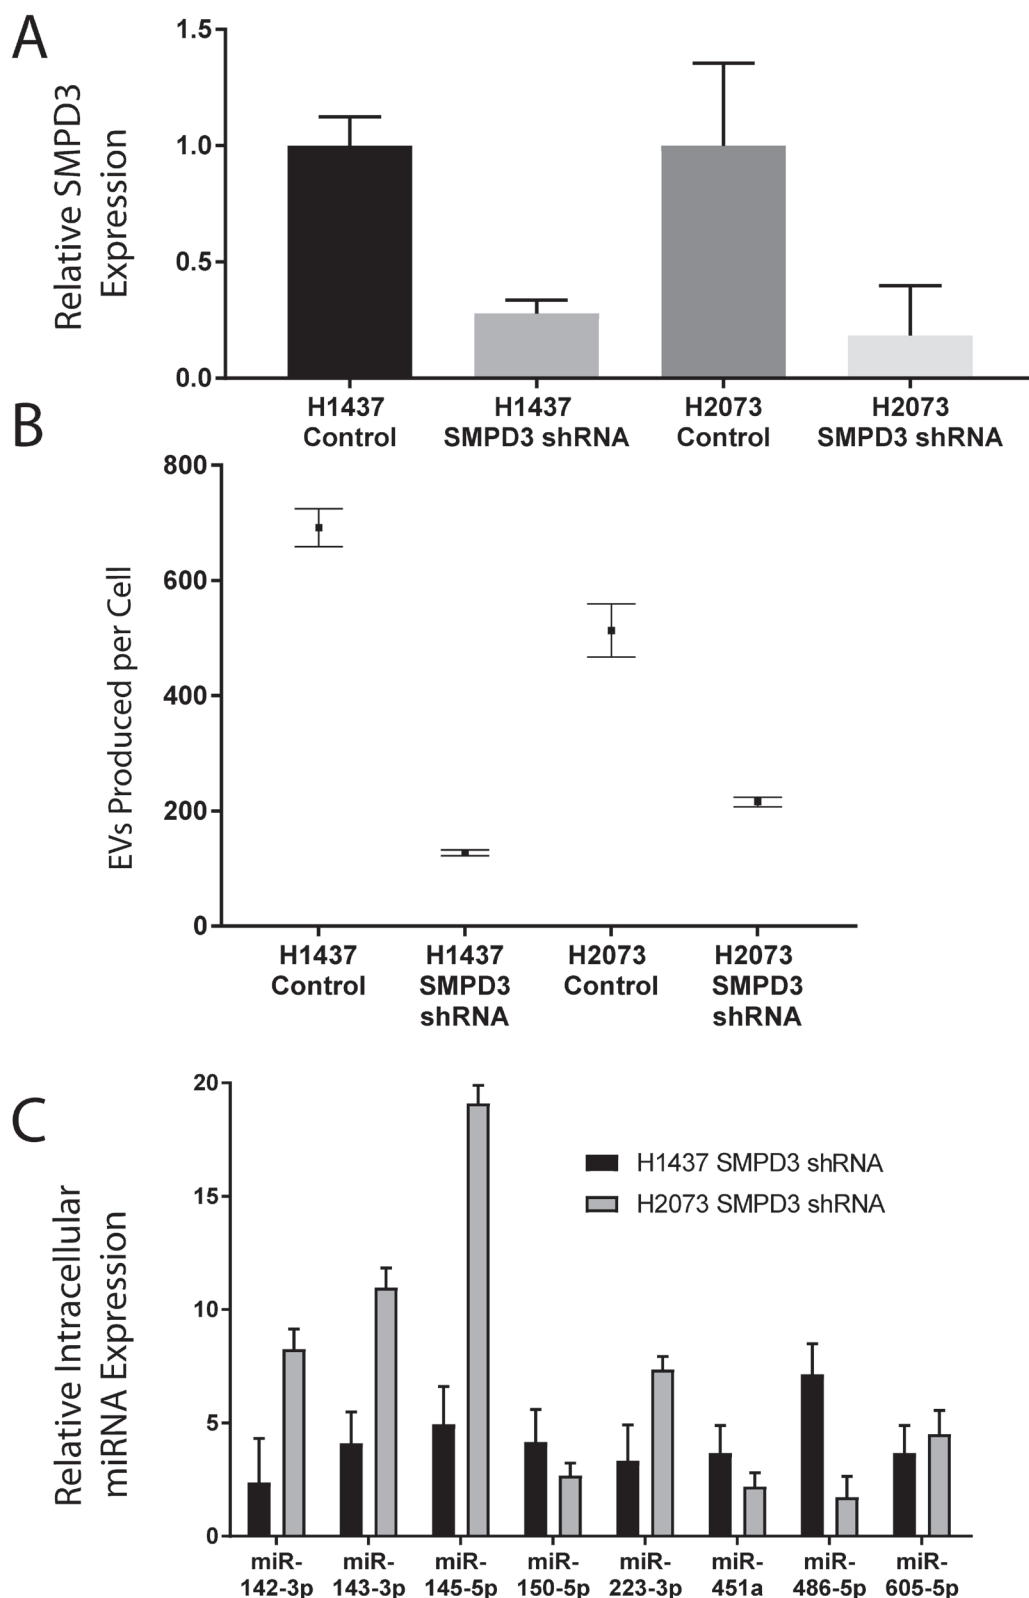 A
Relative SMPD3
Expression
1.5
1.0
0.5
0.0
H1437
Control
H1437
SMPD3 shRNA
H2073
Control
H2073
SMPD3 shRNA
B
EVs Produced per Cell
800
600
400
200
0
H1437
Control
H1437
SMPD3
shRNA
H2073
Control
H2073
SMPD3
shRNA
C
Relative Intracellular
miRNA Expression
20
15
10
5
0
H1437 SMPD3 shRNA
H2073 SMPD3 shRNA
miR-
142-3p
miR-
143-3p
miR-
145-5p
miR-
150-5p
miR-
223-3p
miR-
451a
miR-
486-5p
miR-
605-5p